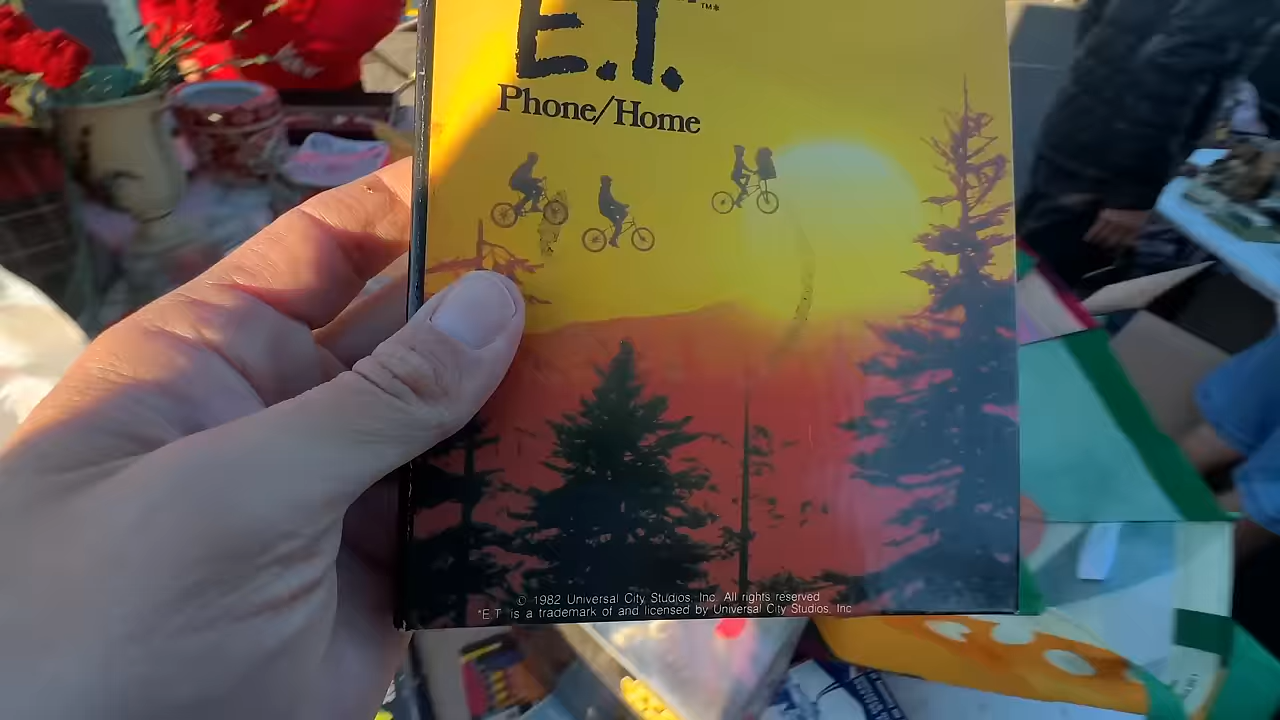 E.T.
TM*
Phone/Home
© 1982 Universal City Studios, Inc. All rights reserved
*E.T. is a trademark of and licensed by Universal City Studios, Inc